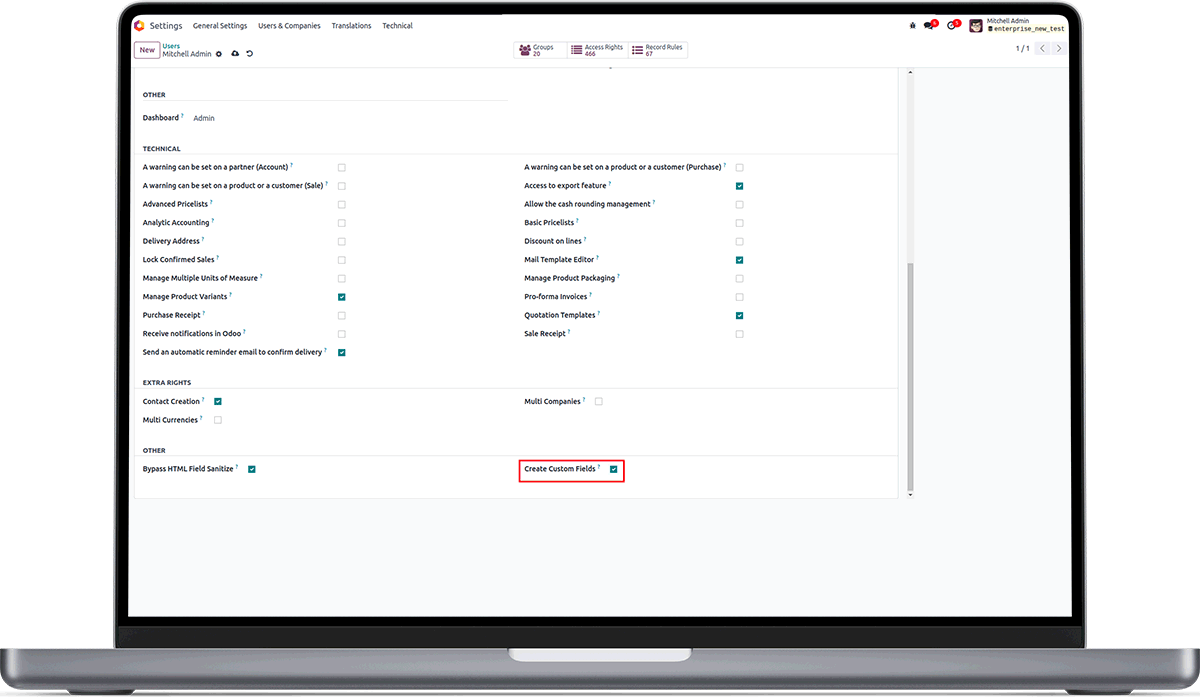 Settings General Settings Users & Companies Translations Technical 6 3 Mitchell Admin
enterprise_new_test
New Users
Mitchell Admin
Groups
20
Access Rights
466
Record Rules
67
1 / 1
OTHER
Dashboard ? Admin
TECHNICAL
A warning can be set on a partner (Account) ? A warning can be set on a product or a customer (Purchase) ?
A warning can be set on a product or a customer (Sale) ? Access to export feature ?
Advanced Pricelists ? Allow the cash rounding management ?
Analytic Accounting ? Basic Pricelists ?
Delivery Address ? Discount on lines ?
Lock Confirmed Sales ? Mail Template Editor ?
Manage Multiple Units of Measure ? Manage Product Packaging ?
Manage Product Variants ? Pro-forma Invoices ?
Purchase Receipt ? Quotation Templates ?
Receive notifications in Odoo ? Sale Receipt ?
Send an automatic reminder email to confirm delivery ?
EXTRA RIGHTS
Contact Creation ? Multi Companies ?
Multi Currencies ?
OTHER
Bypass HTML Field Sanitize ? Create Custom Fields ?